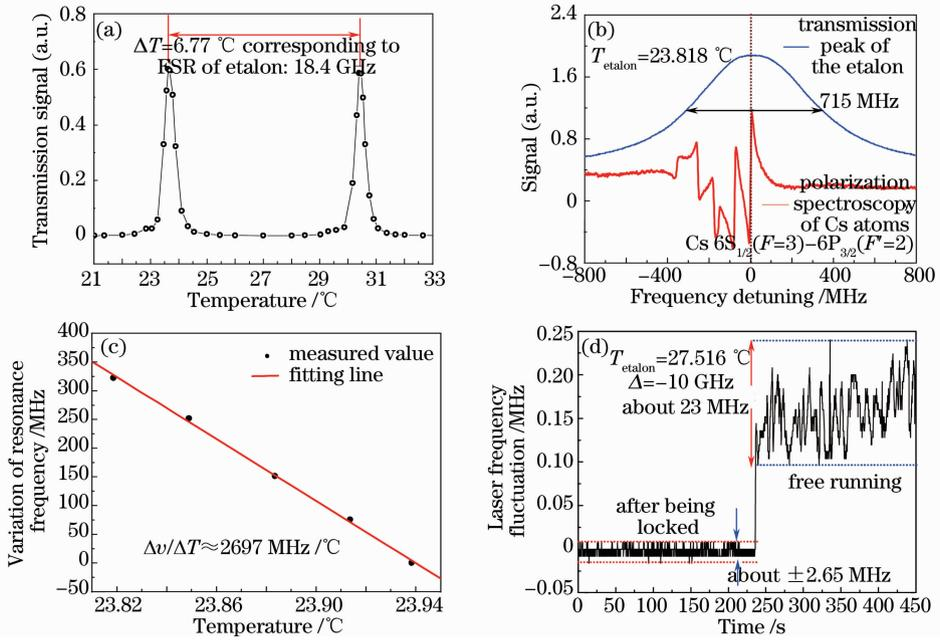 (a)
ΔT=6.77 ℃ corresponding to
FSR of etalon: 18.4 GHz
Transmission signal (a.u.)
0.8
0.6
0.4
0.2
0
21 23 25 27 29 31 33
Temperature /℃
(b)
T_etalon=23.818 ℃
transmission
peak of
the etalon
715 MHz
polarization
spectroscopy
of Cs atoms
Cs 6S1/2(F=3)-6P3/2(F'=2)
Signal (a.u.)
2.4
1.6
0.8
0
-0.8
-800 -400 0 400 800
Frequency detuning /MHz
(c)
measured value
fitting line
Δυ/ΔT≈2697 MHz /℃
Variation of resonance
frequency /MHz
400
350
300
250
200
150
100
50
0
-50
23.82 23.86 23.90 23.94
Temperature /℃
(d)
T_etalon=27.516 ℃
Δ=-10 GHz
about 23 MHz
free running
after being
locked
about ±2.65 MHz
Laser frequency
fluctuation /MHz
0.25
0.20
0.15
0.10
0.05
0
-0.05
0 50 100 150 200 250 300 350 400 450
Time /s